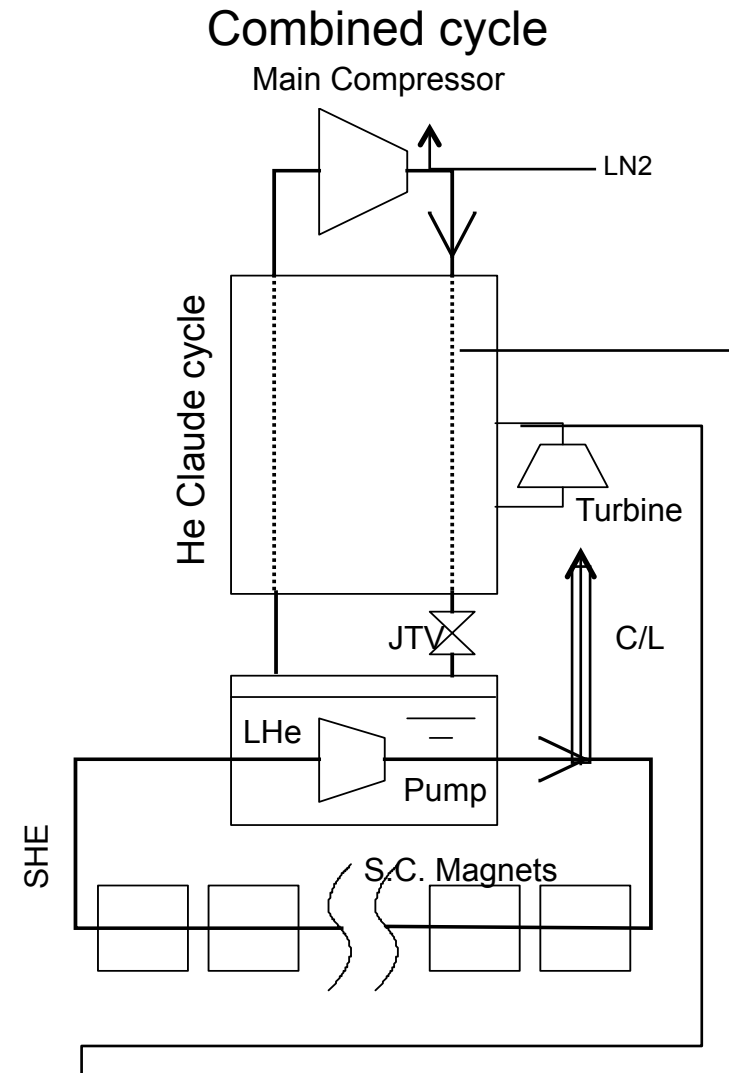 Combined cycle
Main Compressor
LN2
He Claude cycle
Turbine
JTV
C/L
LHe
Pump
SHE
S.C. Magnets